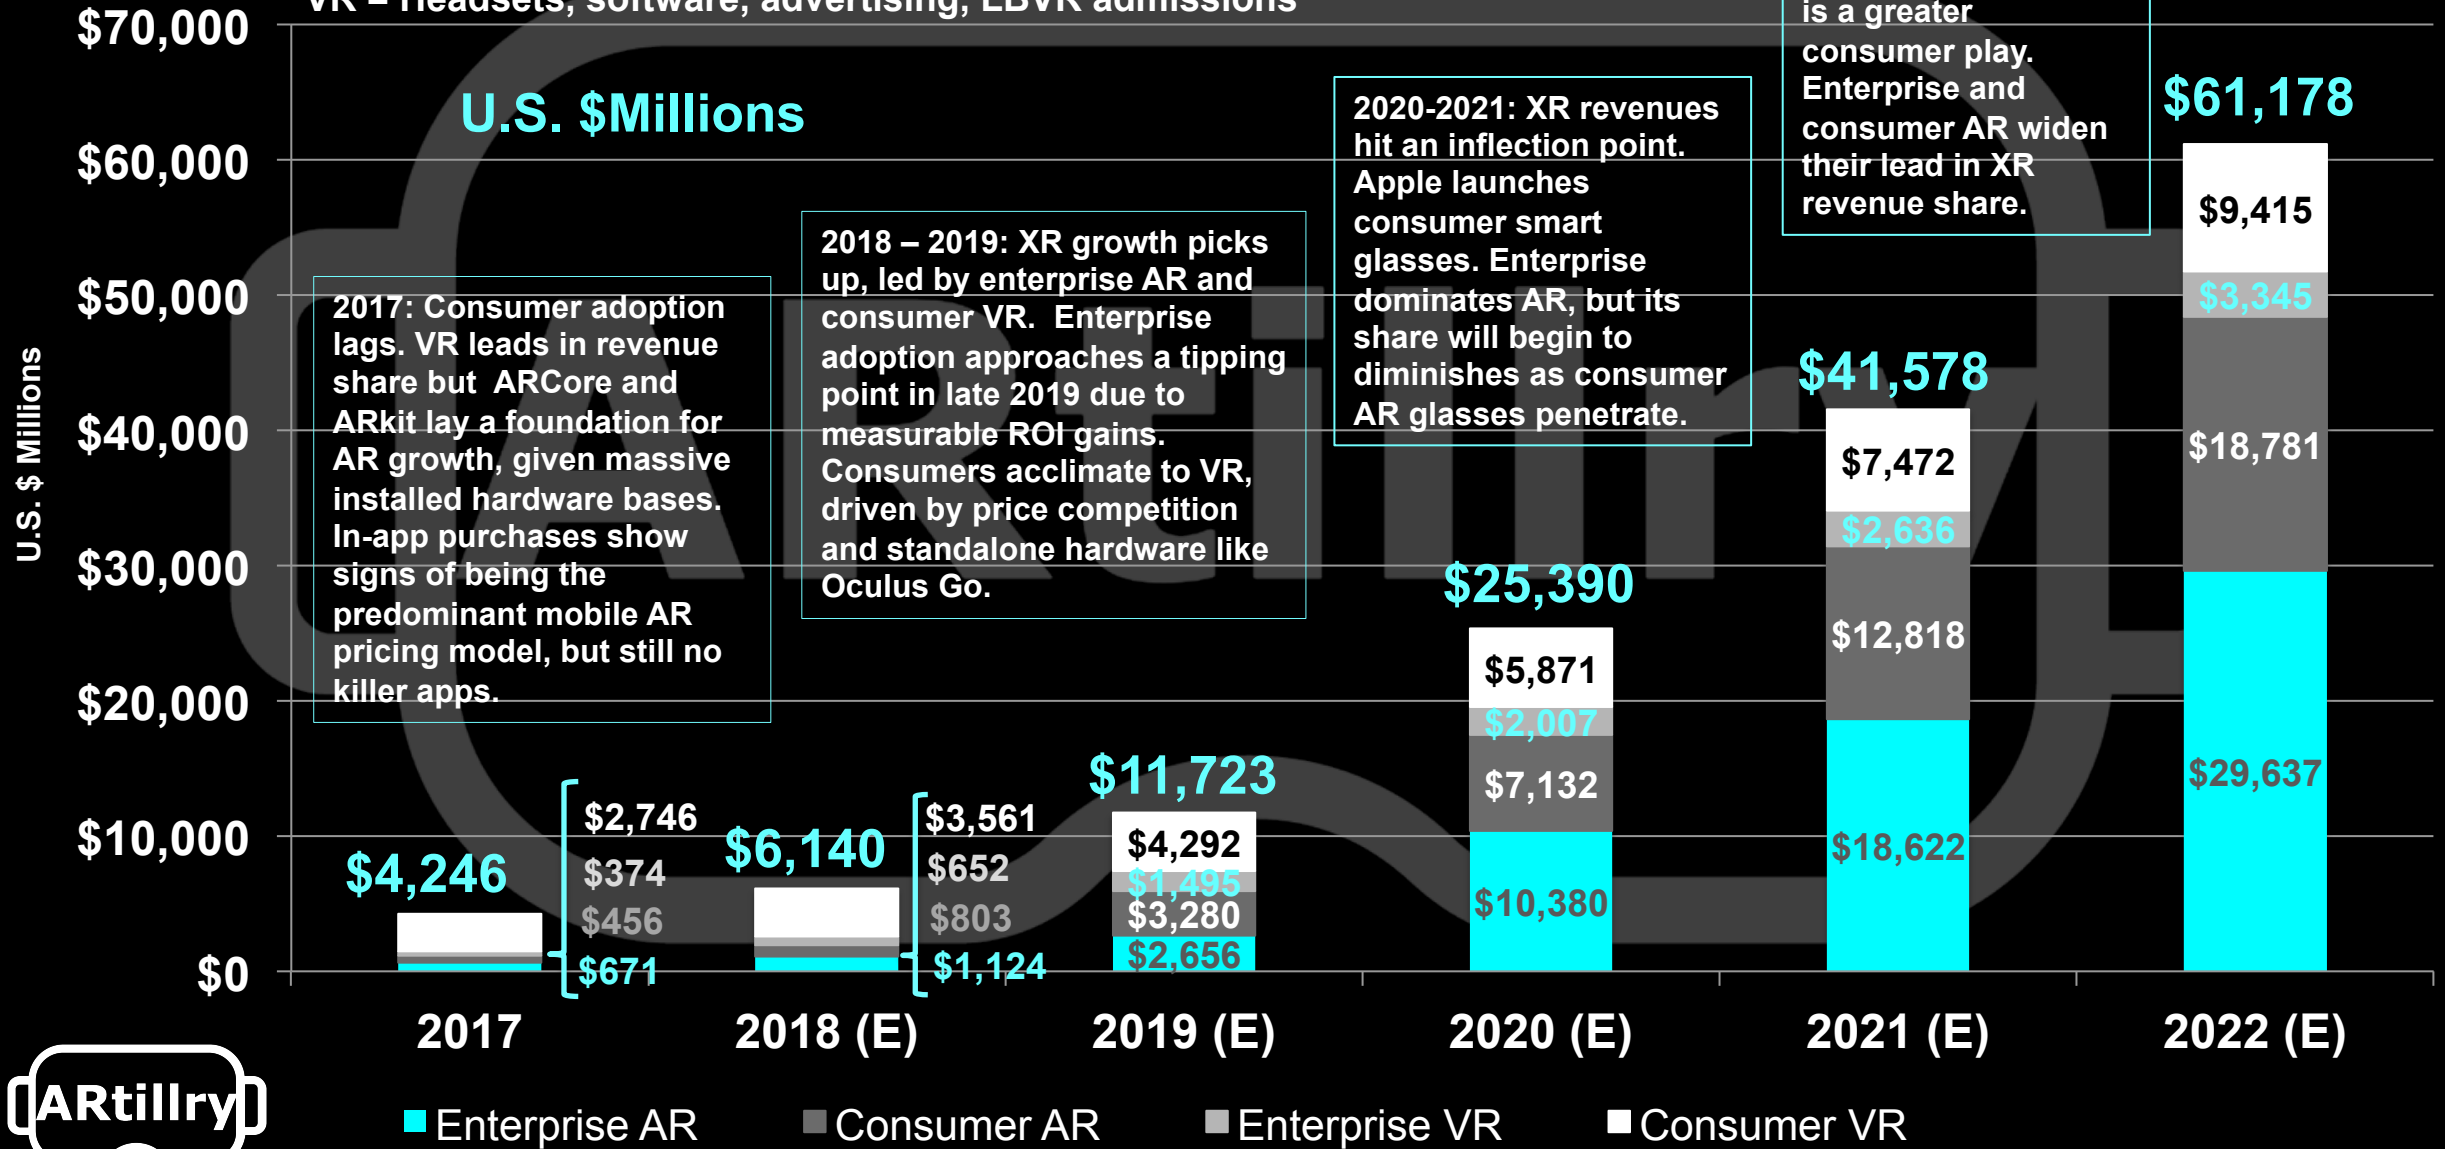 VR – Headsets, software, advertising, LBVR admissions
$70,000
$60,000
$50,000
$40,000
$30,000
$20,000
$10,000
$0
U.S. $ Millions
U.S. $Millions
2017: Consumer adoption
lags. VR leads in revenue
share but ARCore and
ARkit lay a foundation for
AR growth, given massive
installed hardware bases.
In-app purchases show
signs of being the
predominant mobile AR
pricing model, but still no
killer apps.
2018 – 2019: XR growth picks
up, led by enterprise AR and
consumer VR. Enterprise
adoption approaches a tipping
point in late 2019 due to
measurable ROI gains.
Consumers acclimate to VR,
driven by price competition
and standalone hardware like
Oculus Go.
2020-2021: XR revenues
hit an inflection point.
Apple launches
consumer smart
glasses. Enterprise
dominates AR, but its
share will begin to
diminishes as consumer
AR glasses penetrate.
is a greater
consumer play.
Enterprise and
consumer AR widen
their lead in XR
revenue share.
$4,246
$2,746
$374
$456
$671
$6,140
$3,561
$652
$803
$1,124
$11,723
$4,292
$1,495
$3,280
$2,656
$25,390
$5,871
$2,007
$7,132
$10,380
$41,578
$7,472
$2,636
$12,818
$18,622
$61,178
$9,415
$3,345
$18,781
$29,637
2017
2018 (E)
2019 (E)
2020 (E)
2021 (E)
2022 (E)
ARtillry
Enterprise AR
Consumer AR
Enterprise VR
Consumer VR
ARtillry